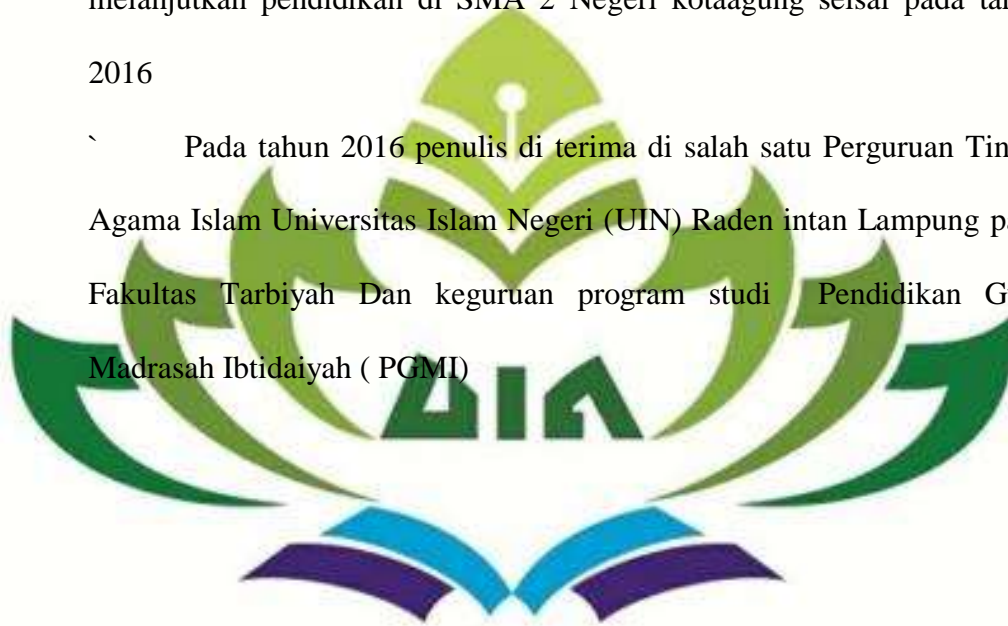 melanjutkan pendidikan di SMA 2 Negeri kotaagung selsai pada
2016
` Pada tahun 2016 penulis di terima di salah satu Perguruan
Agama Islam Universitas Islam Negeri (UIN) Raden intan Lampung
Fakultas Tarbiyah Dan keguruan program studi Pendidikan
Madrasah Ibtidaiyah ( PGMI)
UIN